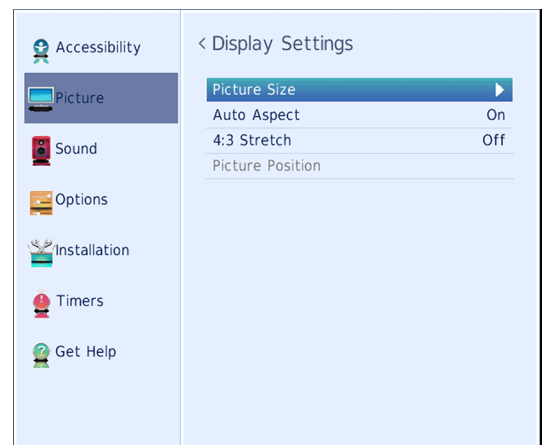 Accessibility
Picture
Sound
Options
Installation
Timers
Get Help
< Display Settings
Picture Size
Auto Aspect On
4:3 Stretch Off
Picture Position